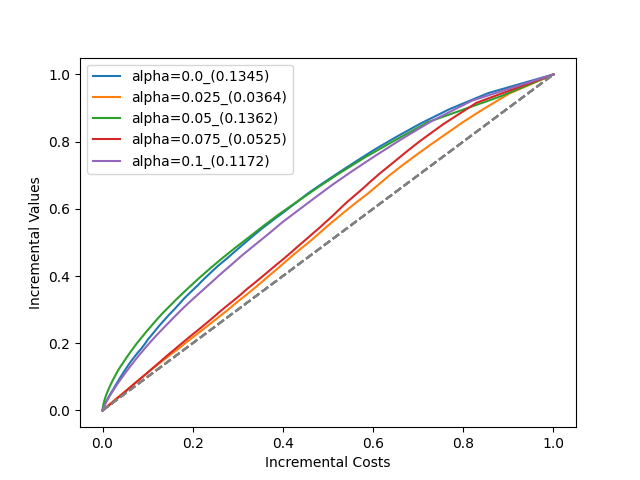 alpha=0.0_(0.1345)
alpha=0.025_(0.0364)
alpha=0.05_(0.1362)
alpha=0.075_(0.0525)
alpha=0.1_(0.1172)
1.0
0.8
0.6
0.4
0.2
0.0
Incremental Values
0.0 0.2 0.4 0.6 0.8 1.0
Incremental Costs